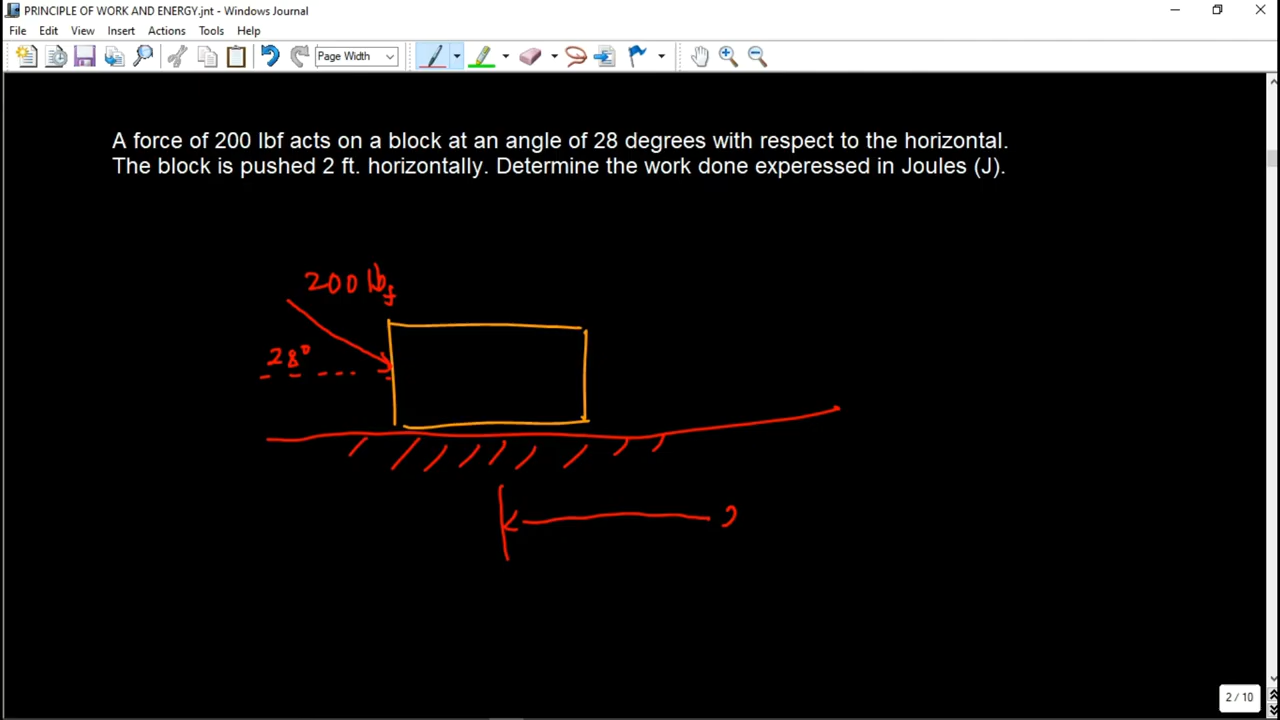 PRINCIPLE OF WORK AND ENERGY.jnt - Windows Journal
File Edit View Insert Actions Tools Help
Page Width
A force of 200 lbf acts on a block at an angle of 28 degrees with respect to the horizontal.
The block is pushed 2 ft. horizontally. Determine the work done experessed in Joules (J).
200 lbf
28°
2 / 10